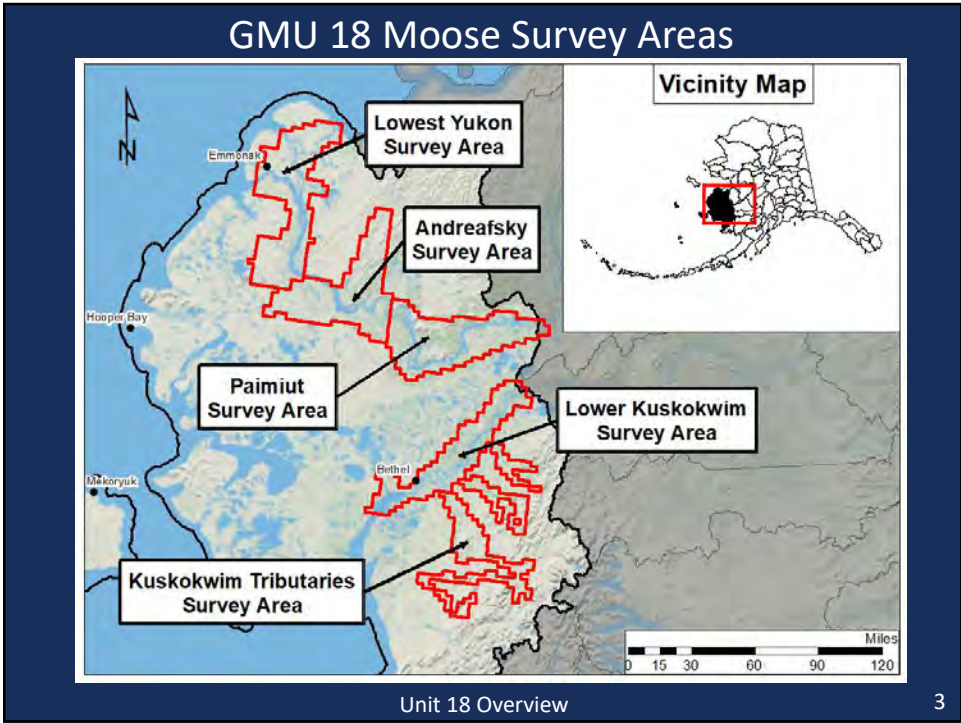 GMU 18 Moose Survey Areas
Vicinity Map
N
Lowest Yukon
Survey Area
Emmonak
Andreafsky
Survey Area
Hooper Bay
Paimiut
Survey Area
Lower Kuskokwim
Survey Area
Bethel
Mekoryuk
Kuskokwim Tributaries
Survey Area
Miles
0 15 30 60 90 120
Unit 18 Overview
3